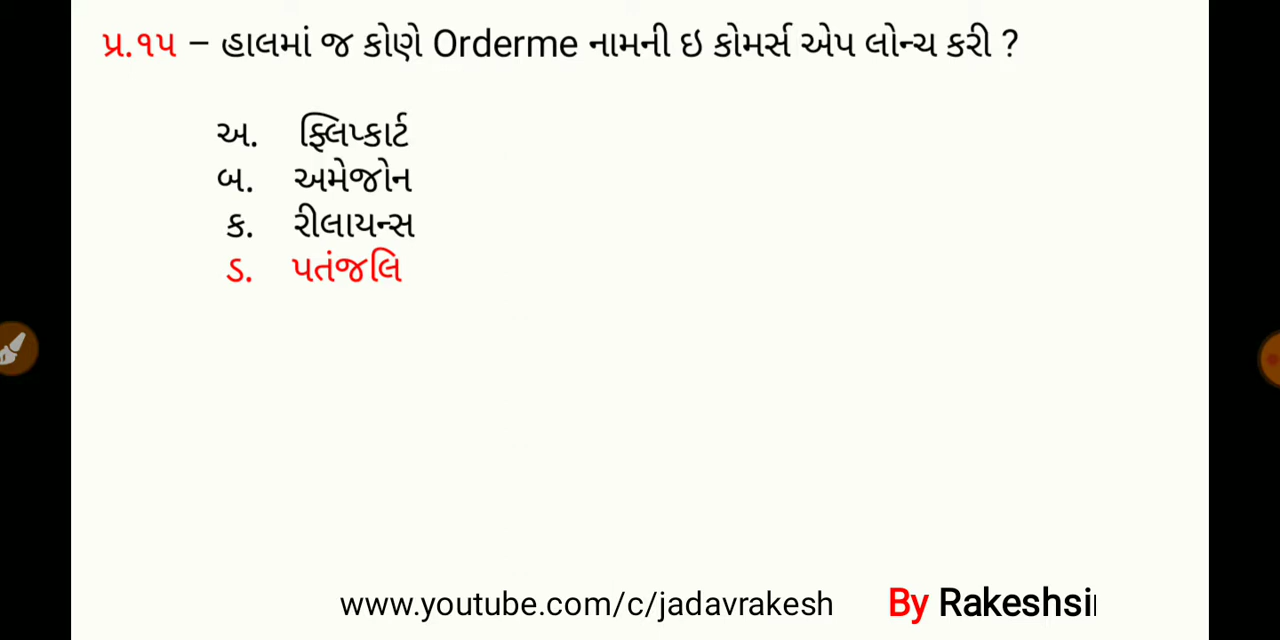 પ્ર.૧૫ – હાલમાં જ કોણે Orderme નામની ઇ કોમર્સ એપ લોન્ચ કરી ?
અ. ફ્લિપ્કાર્ટ
બ. અમેજોન
ક. રીલાયન્સ
ડ. પતંજલિ
www.youtube.com/c/jadavrakesh By Rakeshsi